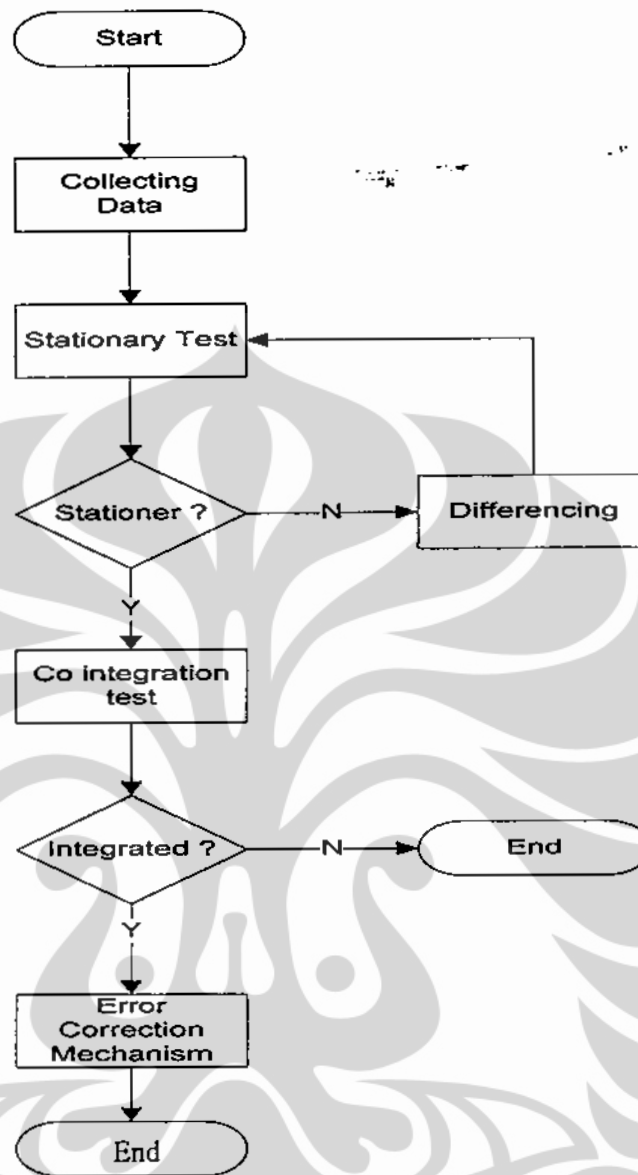 Start
Collecting
Data
Stationary Test
Stationer ?
N
Differencing
Y
Co integration
test
Integrated ?
N
End
Y
Error
Correction
Mechanism
End